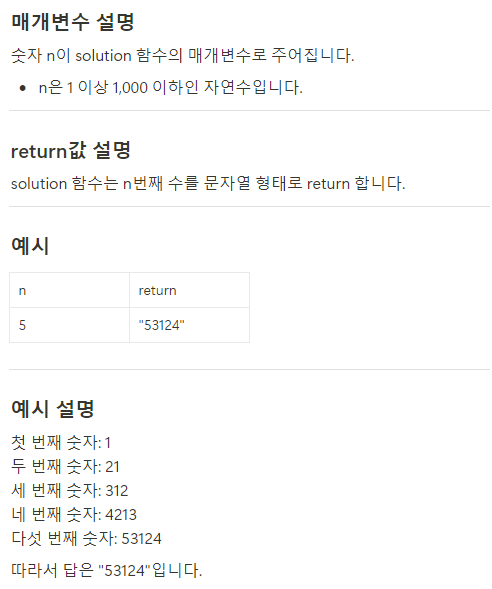 매개변수 설명
숫자 n이 solution 함수의 매개변수로 주어집니다.
• n은 1 이상 1,000 이하인 자연수입니다.
return값 설명
solution 함수는 n번째 수를 문자열 형태로 return 합니다.
예시
n return
5 "53124"
예시 설명
첫 번째 숫자: 1
두 번째 숫자: 21
세 번째 숫자: 312
네 번째 숫자: 4213
다섯 번째 숫자: 53124
따라서 답은 "53124"입니다.